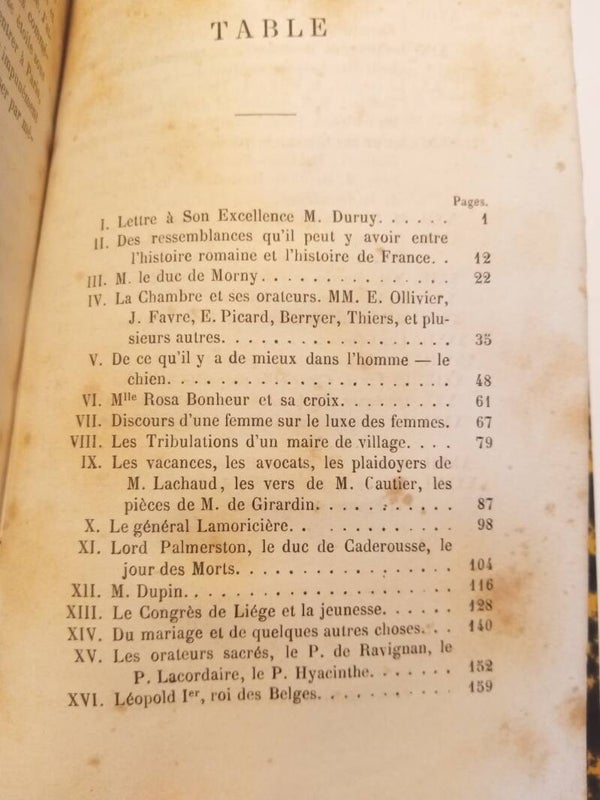 TABLE
Pages.
I. Lettre à Son Excellence M. Duruy. . . . . . 1
II. Des ressemblances qu'il peut y avoir entre
l'histoire romaine et l'histoire de France. . 12
III. M. le duc de Morny. . . . . . . . . . . . . . 22
IV. La Chambre et ses orateurs. MM. E. Ollivier,
J. Favre, E. Picard, Berryer, Thiers, et plu-
sieurs autres. . . . . . . . . . . . . . . . . 35
V. De ce qu'il y a de mieux dans l'homme — le
chien. . . . . . . . . . . . . . . . . . . . . 48
VI. Mlle Rosa Bonheur et sa croix. . . . . . . . . 61
VII. Discours d'une femme sur le luxe des femmes. 67
VIII. Les Tribulations d'un maire de village. . . . 79
IX. Les vacances, les avocats, les plaidoyers de
M. Lachaud, les vers de M. Cautier, les
pièces de M. de Girardin. . . . . . . . . . 87
X. Le général Lamoricière. . . . . . . . . . . . 98
XI. Lord Palmerston, le duc de Caderousse, le
jour des Morts. . . . . . . . . . . . . . . . 104
XII. M. Dupin. . . . . . . . . . . . . . . . . . . 116
XIII. Le Congrès de Liége et la jeunesse. . . . . . 128
XIV. Du mariage et de quelques autres choses. . . 140
XV. Les orateurs sacrés, le P. de Ravignan, le
P. Lacordaire, le P. Hyacinthe. . . . . . . 152
XVI. Léopold Ier, roi des Belges. . . . . . . . . . 159